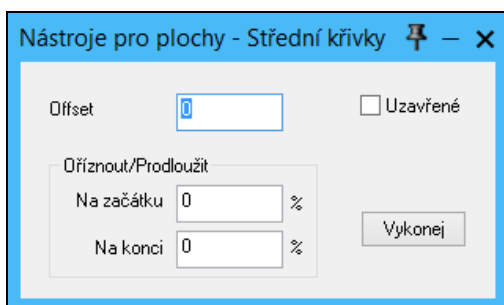 Nástroje pro plochy - Střední křivky
Offset 0 Uzavřené
Oříznout/Prodloužit
Na začátku 0 %
Na konci 0 %
Vykonej